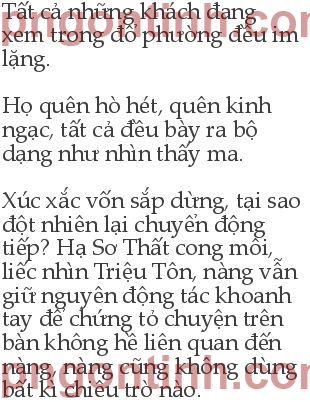 Tất cả những khách đang
xem trong đổ phường đều im
lặng.
Họ quên hò hét, quên kinh
ngạc, tất cả đều bày ra bộ
dạng như nhìn thấy ma.
Xúc xắc vốn sắp dừng, tại sao
đột nhiên lại chuyển động
tiếp? Hạ Sơ Thất cong môi,
liếc nhìn Triệu Tôn, nàng vẫn
giữ nguyên động tác khoanh
tay để chứng tỏ chuyện trên
bàn không hề liên quan đến
nàng, nàng cũng không dùng
bất kì chiêu trò nào.
pngontinh.com
pngontinh.com